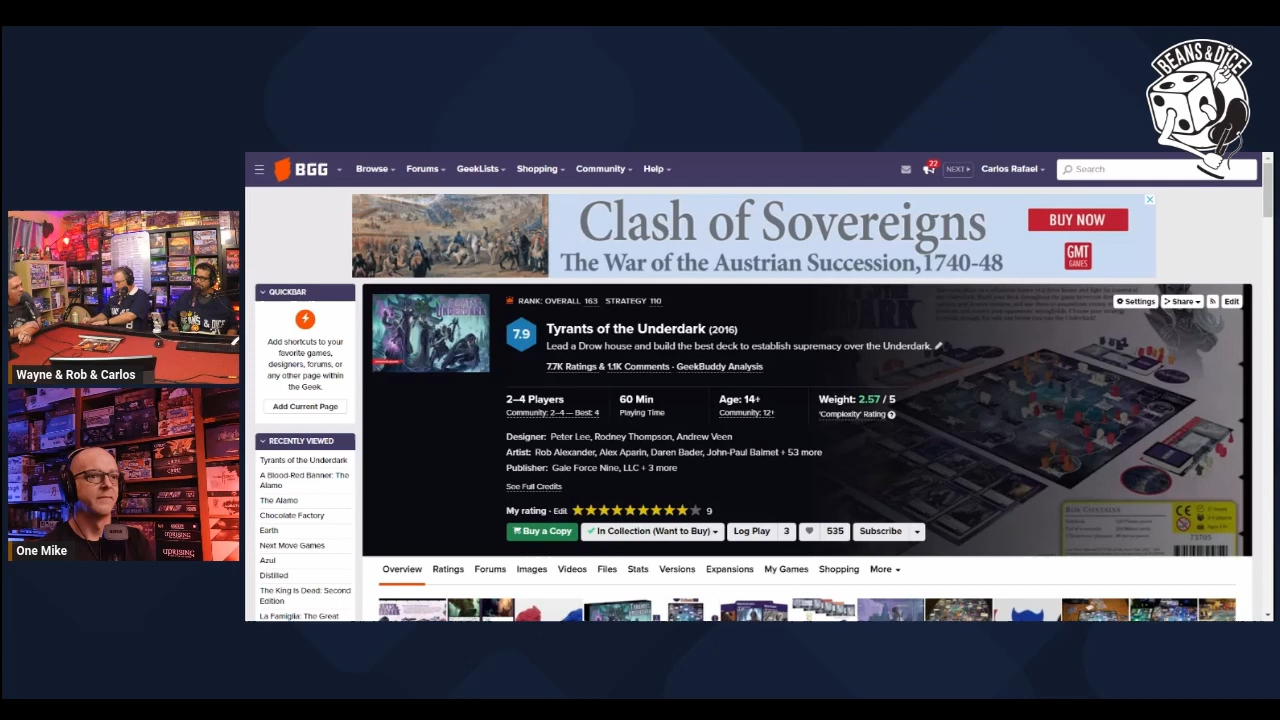 BEANS & DiCE
BGG
Browse
Forums
GeekLists
Shopping
Community
Help
22
NEXT
Carlos Rafael
Search
Clash of Sovereigns
The War of the Austrian Succession, 1740-48
BUY NOW
GMT
GAMES
QUICKBAR
Add shortcuts to your
favorite games,
designers, forums, or
any other page within
the Geek.
Add Current Page
RECENTLY VIEWED
Tyrants of the Underdark
A Blood-Red Banner: The
Alamo
The Alamo
Chocolate Factory
Earth
Next Move Games
Azul
Distilled
The King Is Dead: Second
Edition
La Famiglia: The Great
RANK: OVERALL 163 STRATEGY 110
Settings
Share
Edit
7.9
Tyrants of the Underdark (2016)
Lead a Drow house and build the best deck to establish supremacy over the Underdark.
7.7K Ratings & 1.1K Comments · GeekBuddy Analysis
2–4 Players
Community: 2–4 — Best: 4
60 Min
Playing Time
Age: 14+
Community: 12+
Weight: 2.57 / 5
'Complexity' Rating
Designer: Peter Lee, Rodney Thompson, Andrew Veen
Artist: Rob Alexander, Alex Aparin, Daren Bader, John-Paul Balmet + 53 more
Publisher: Gale Force Nine, LLC + 3 more
See Full Credits
My rating · Edit 9
Buy a Copy
In Collection (Want to Buy)
Log Play 3
535
Subscribe
Box Contains
73705
Overview
Ratings
Forums
Images
Videos
Files
Stats
Versions
Expansions
My Games
Shopping
More
Wayne & Rob & Carlos
One Mike
UPRISING
UPRISING